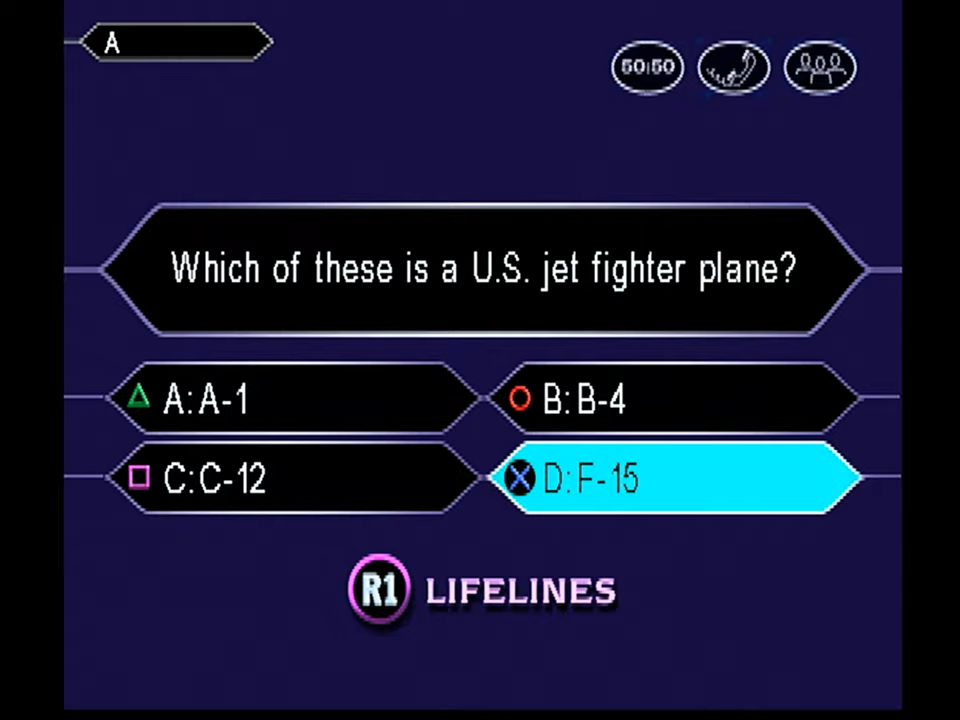 A
50:50
Which of these is a U.S. jet fighter plane?
A: A-1
B: B-4
C: C-12
D: F-15
R1 LIFELINES